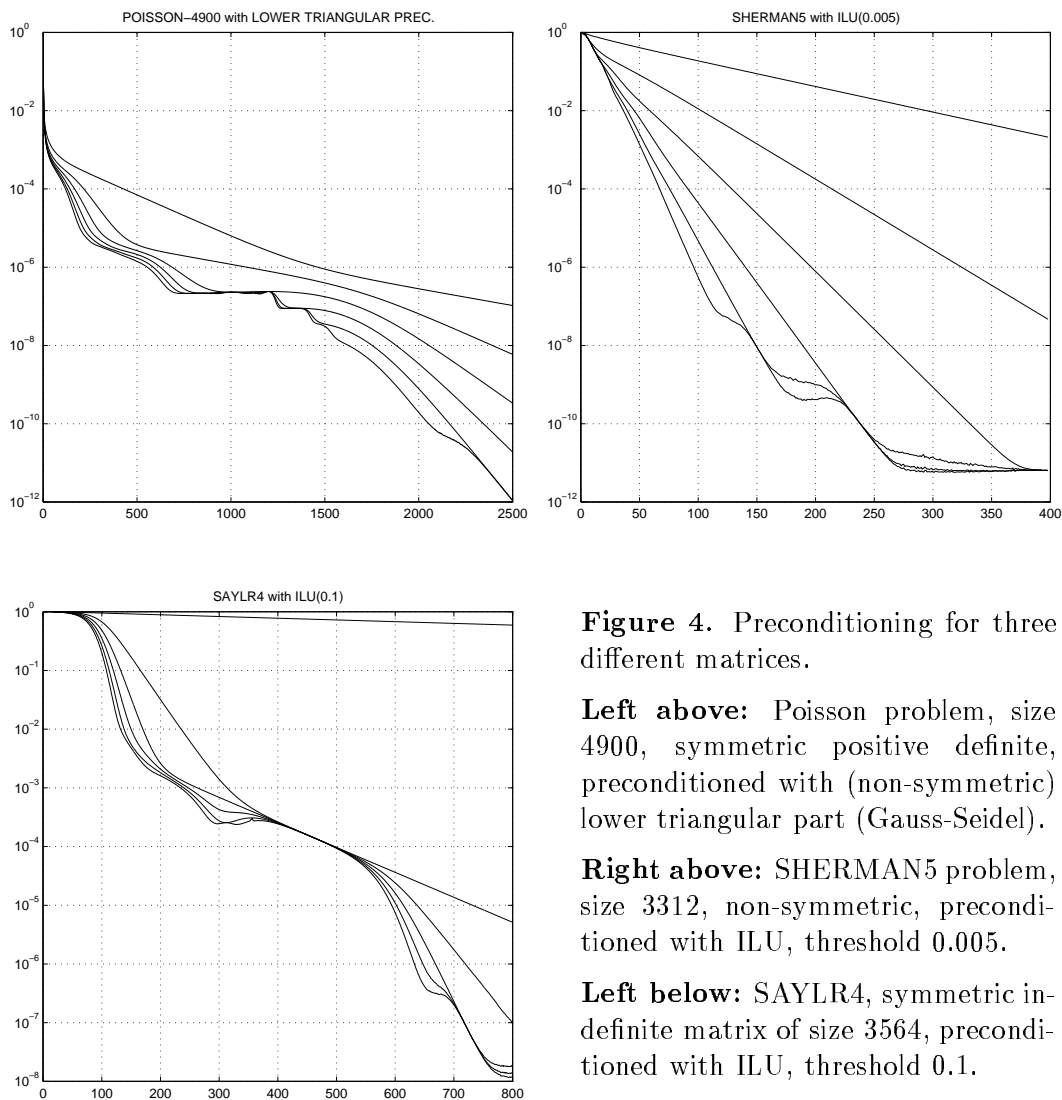 POISSON−4900 with LOWER TRIANGULAR PREC.
10^0
10^−2
10^−4
10^−6
10^−8
10^−10
10^−12
0 500 1000 1500 2000 2500
SHERMAN5 with ILU(0.005)
10^0
10^−2
10^−4
10^−6
10^−8
10^−10
10^−12
0 50 100 150 200 250 300 350 400
SAYLR4 with ILU(0.1)
10^0
10^−1
10^−2
10^−3
10^−4
10^−5
10^−6
10^−7
10^−8
0 100 200 300 400 500 600 700 800
Figure 4. Preconditioning for three
different matrices.
Left above: Poisson problem, size
4900, symmetric positive definite,
preconditioned with (non-symmetric)
lower triangular part (Gauss-Seidel).
Right above: SHERMAN5 problem,
size 3312, non-symmetric, precondi-
tioned with ILU, threshold 0.005.
Left below: SAYLR4, symmetric in-
definite matrix of size 3564, precondi-
tioned with ILU, threshold 0.1.